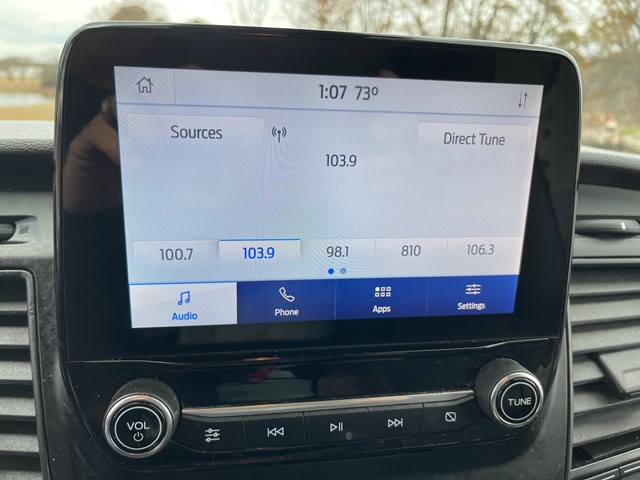 1:07 73°
Sources
Direct Tune
103.9
100.7 103.9 98.1 810 106.3
Audio Phone Apps Settings
VOL
TUNE